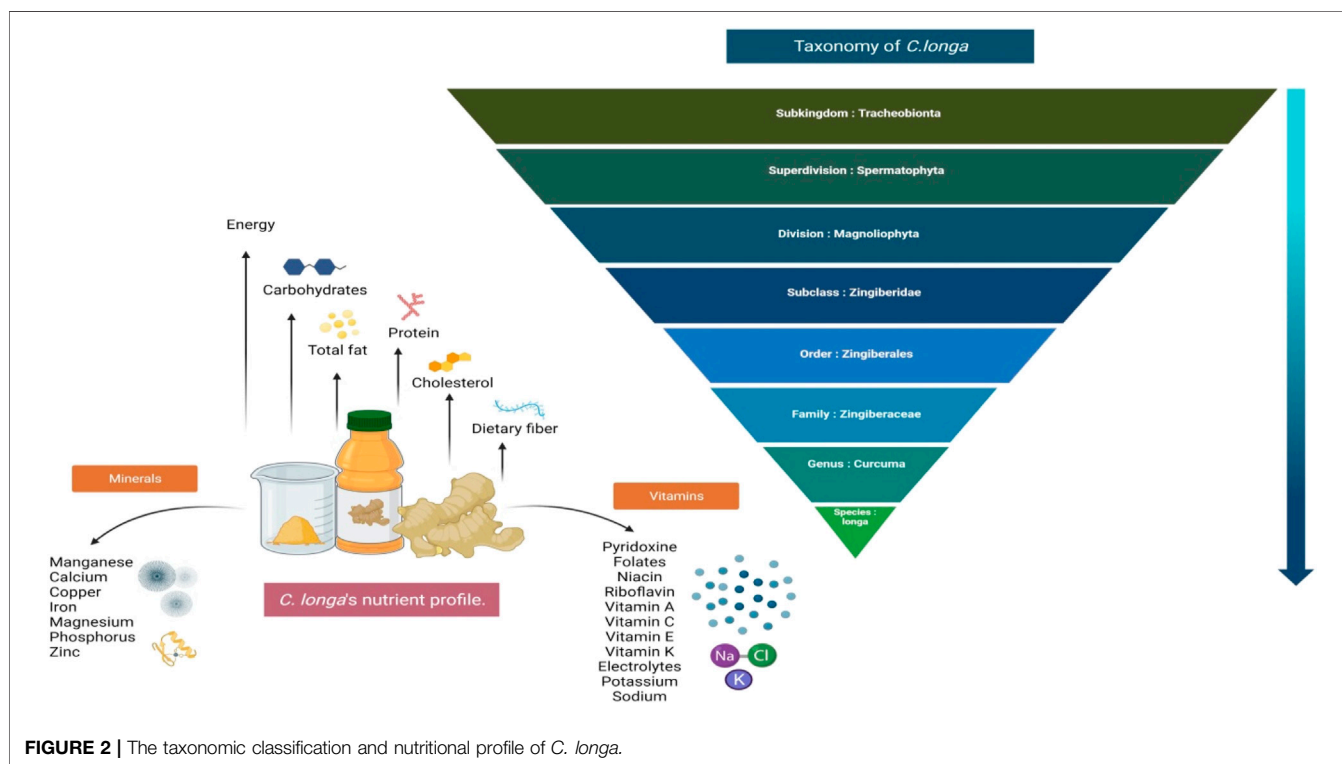 Taxonomy of C.longa
Subkingdom : Tracheobionta
Superdivision : Spermatophyta
Division : Magnoliophyta
Subclass : Zingiberidae
Order : Zingiberales
Family : Zingiberaceae
Genus : Curcuma
Species :
longa
Energy
Carbohydrates
Total fat
Protein
Cholesterol
Dietary fiber
Minerals
Manganese
Calcium
Copper
Iron
Magnesium
Phosphorus
Zinc
C. longa's nutrient profile.
Vitamins
Pyridoxine
Folates
Niacin
Riboflavin
Vitamin A
Vitamin C
Vitamin E
Vitamin K
Electrolytes
Potassium
Sodium
Na Cl
K
FIGURE 2 | The taxonomic classification and nutritional profile of C. longa.